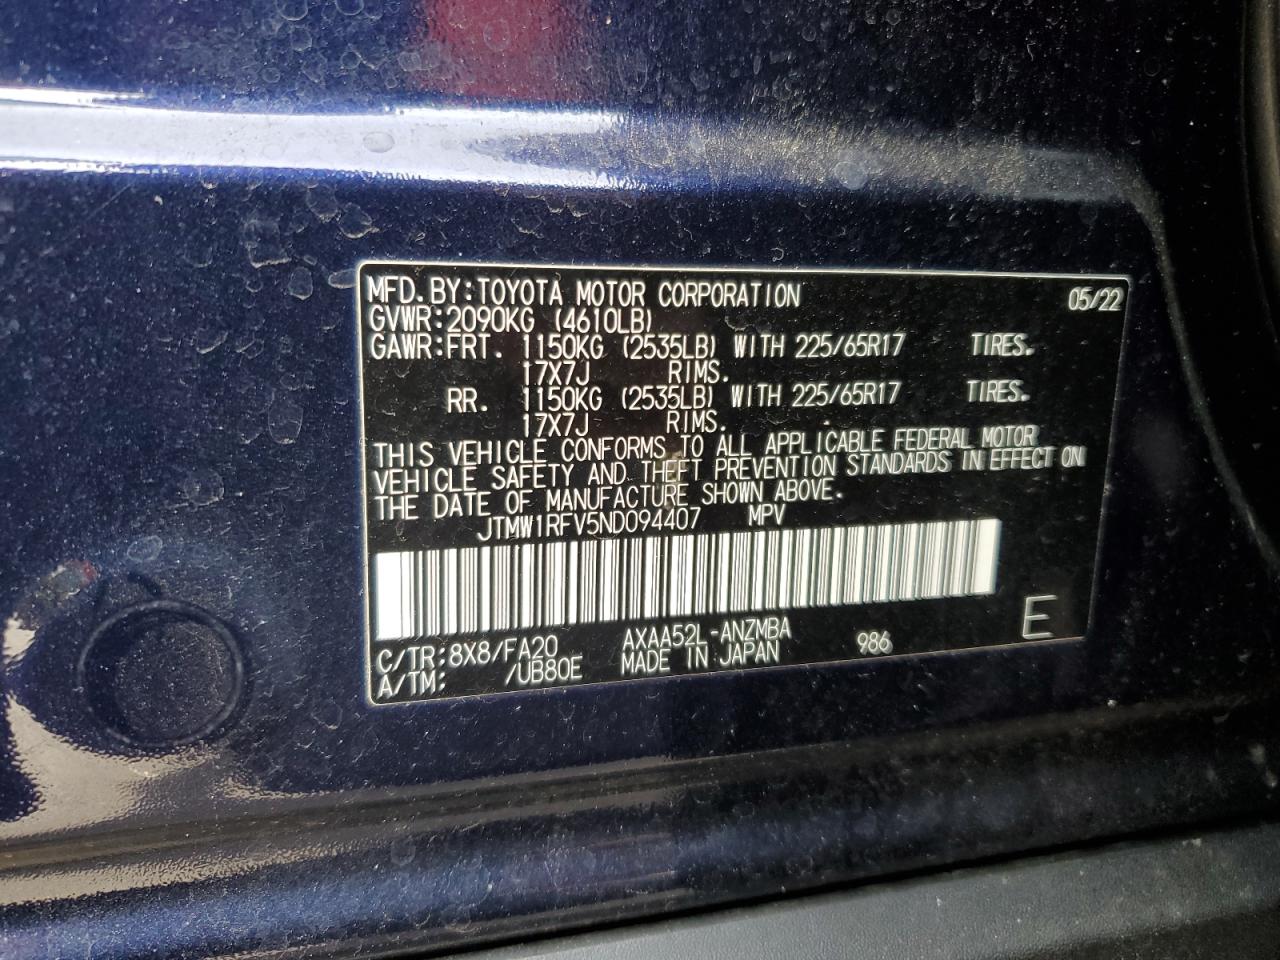 MFD. BY:TOYOTA MOTOR CORPORATION 05/22
GVWR:2090KG (4610LB)
GAWR:FRT. 1150KG (2535LB) WITH 225/65R17 TIRES.
17X7J RIMS.
RR. 1150KG (2535LB) WITH 225/65R17 TIRES.
17X7J RIMS.
THIS VEHICLE CONFORMS TO ALL APPLICABLE FEDERAL MOTOR
VEHICLE SAFETY AND THEFT PREVENTION STANDARDS IN EFFECT ON
THE DATE OF MANUFACTURE SHOWN ABOVE.
JTMW1RFV5ND094407 MPV
C/TR:8X8/FA20 AXAA52L-ANZMBA 986 E
A/TM: /UB80E MADE IN JAPAN